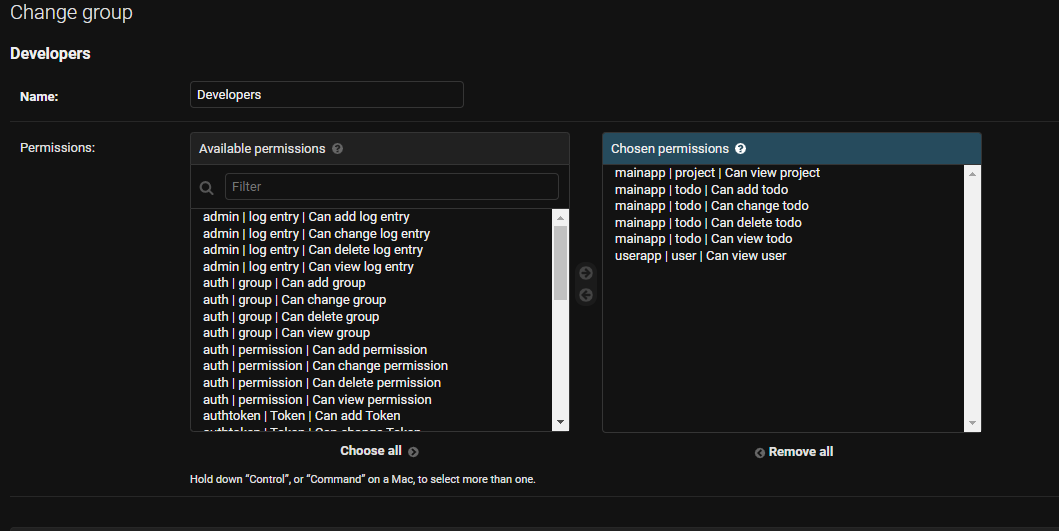 Change group
Developers
Name:
Developers
Permissions:
Available permissions
Filter
admin | log entry | Can add log entry
admin | log entry | Can change log entry
admin | log entry | Can delete log entry
admin | log entry | Can view log entry
auth | group | Can add group
auth | group | Can change group
auth | group | Can delete group
auth | group | Can view group
auth | permission | Can add permission
auth | permission | Can change permission
auth | permission | Can delete permission
auth | permission | Can view permission
authtoken | Token | Can add Token
authtoken | Token | Can change Token
Choose all
Hold down “Control”, or “Command” on a Mac, to select more than one.
Chosen permissions
mainapp | project | Can view project
mainapp | todo | Can add todo
mainapp | todo | Can change todo
mainapp | todo | Can delete todo
mainapp | todo | Can view todo
userapp | user | Can view user
Remove all